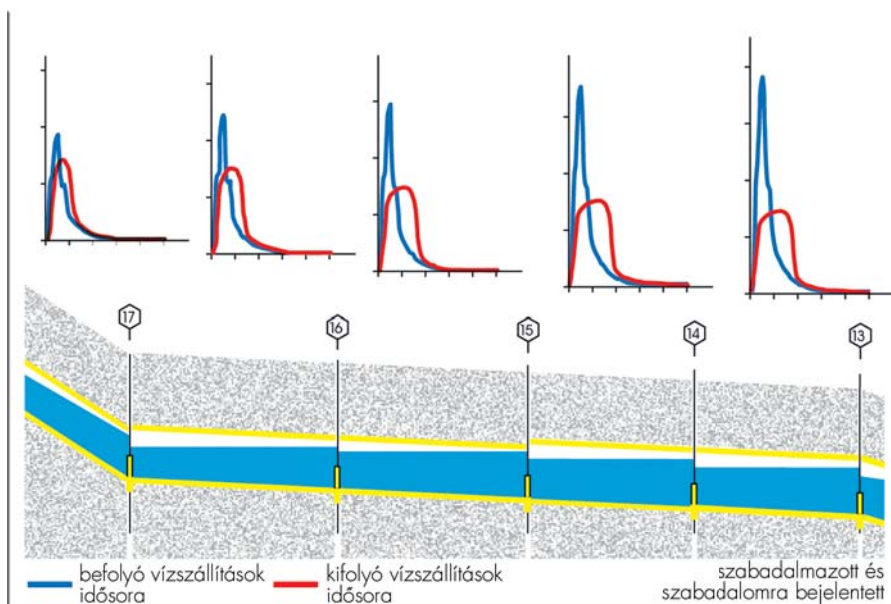 17
16
15
14
13
befolyó vízszállítások
idősora
kifolyó vízszállítások
idősora
szabadalmazott és
szabadalomra bejelentett